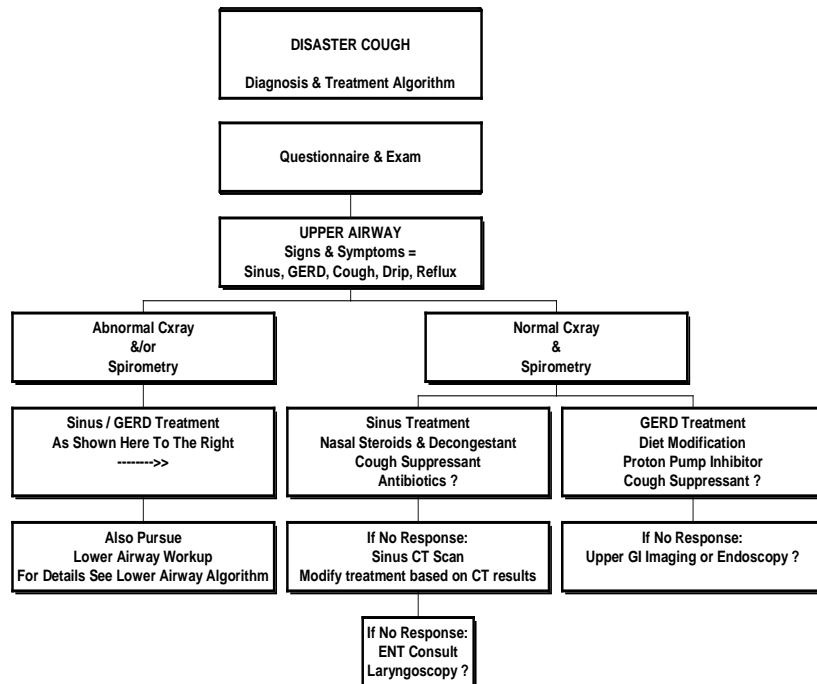 DISASTER COUGH
Diagnosis & Treatment Algorithm
Questionnaire & Exam
UPPER AIRWAY
Signs & Symptoms =
Sinus, GERD, Cough, Drip, Reflux
Abnormal Cxray
&/or
Spirometry
Normal Cxray
&
Spirometry
Sinus / GERD Treatment
As Shown Here To The Right
-------->>
Sinus Treatment
Nasal Steroids & Decongestant
Cough Suppressant
Antibiotics ?
GERD Treatment
Diet Modification
Proton Pump Inhibitor
Cough Suppressant ?
Also Pursue
Lower Airway Workup
For Details See Lower Airway Algorithm
If No Response:
Sinus CT Scan
Modify treatment based on CT results
If No Response:
Upper GI Imaging or Endoscopy ?
If No Response:
ENT Consult
Laryngoscopy ?